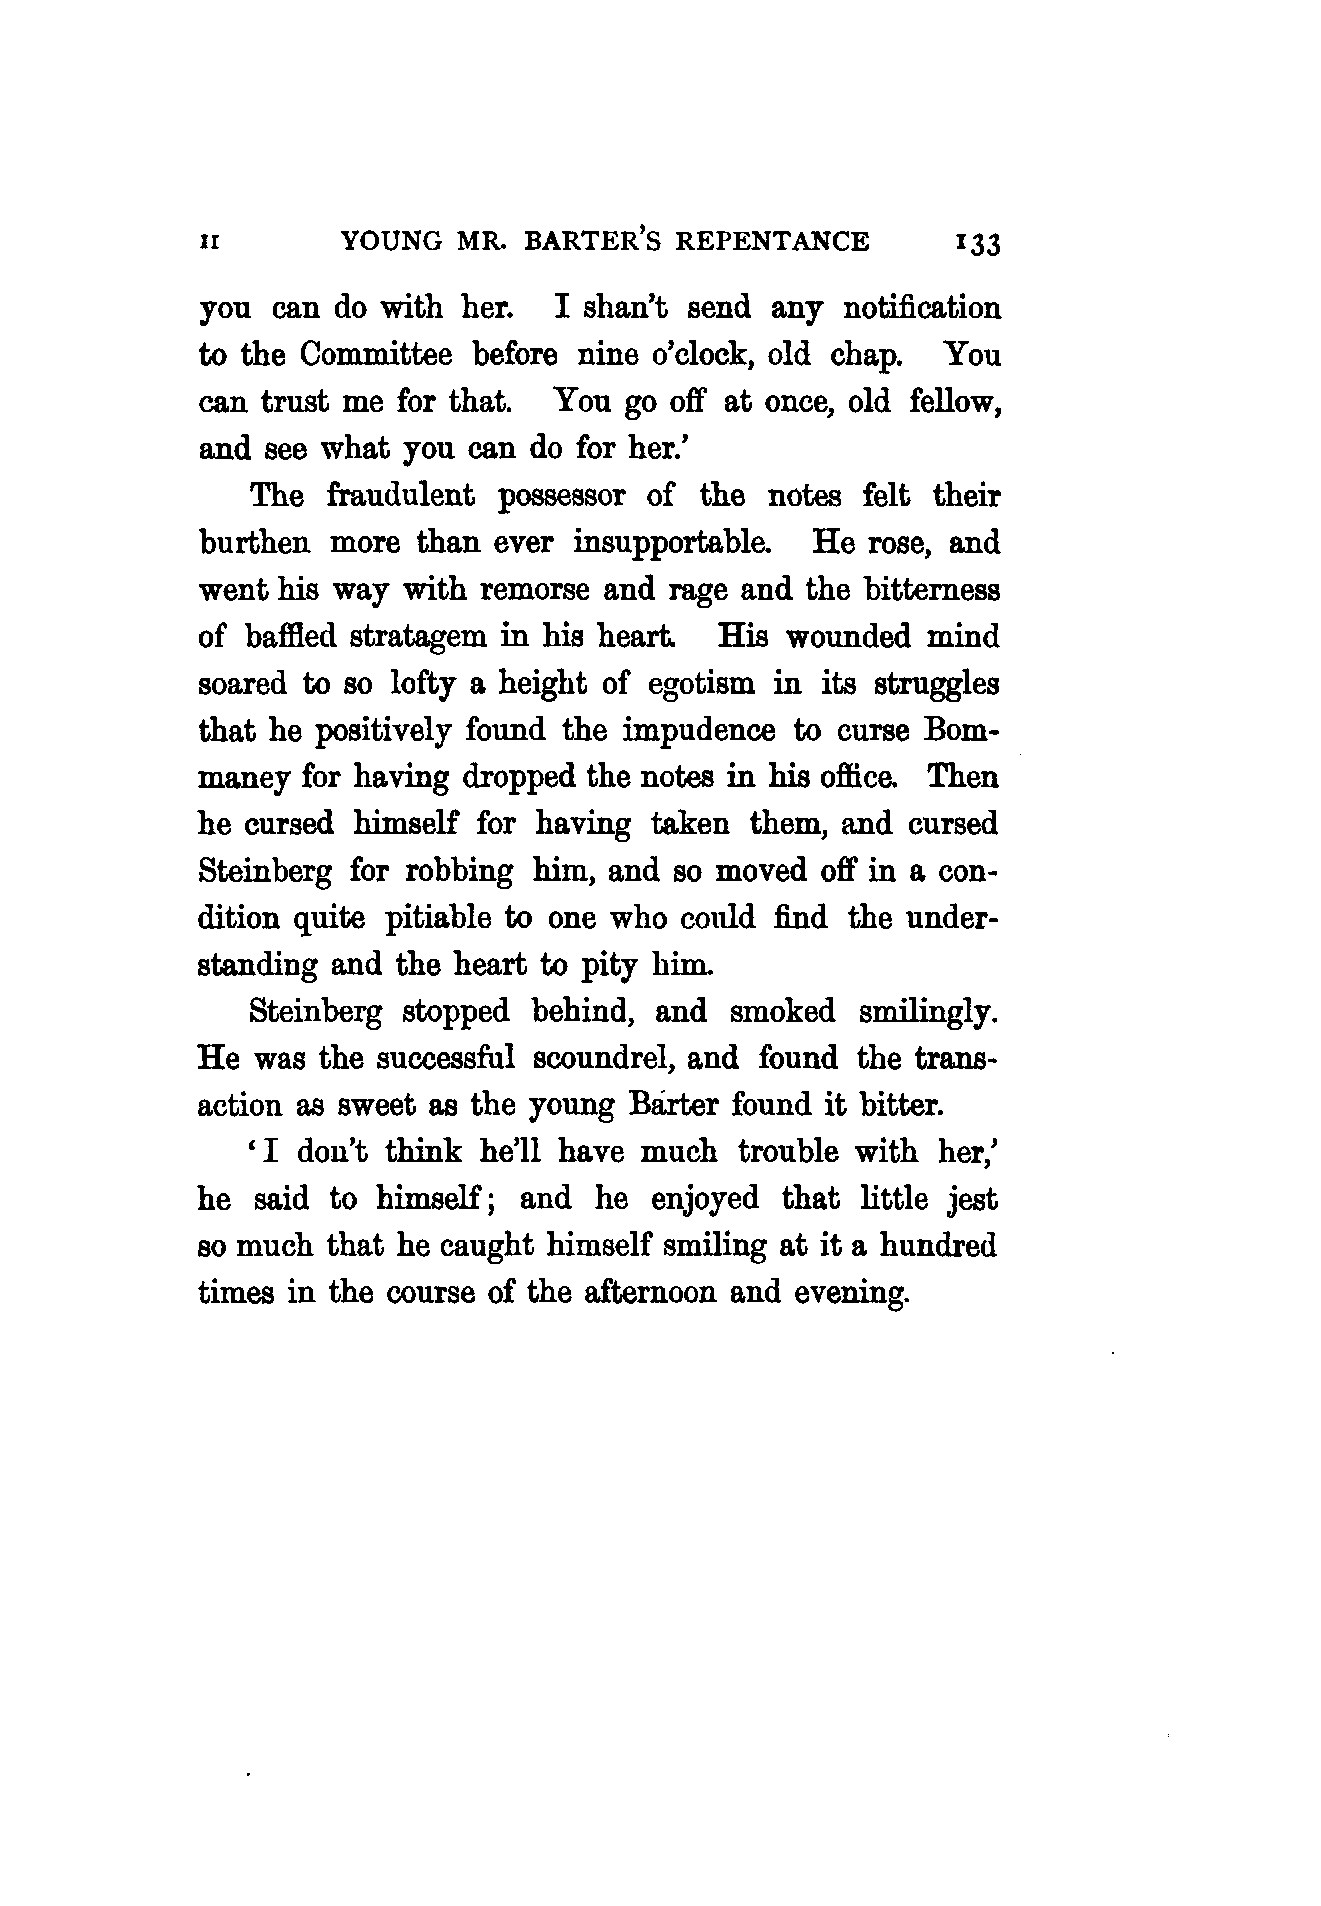 II YOUNG MR. BARTER'S REPENTANCE 133
you can do with her. I shan't send any notification
to the Committee before nine o'clock, old chap. You
can trust me for that. You go off at once, old fellow,
and see what you can do for her.'
The fraudulent possessor of the notes felt their
burthen more than ever insupportable. He rose, and
went his way with remorse and rage and the bitterness
of baffled stratagem in his heart. His wounded mind
soared to so lofty a height of egotism in its struggles
that he positively found the impudence to curse Bom-
maney for having dropped the notes in his office. Then
he cursed himself for having taken them, and cursed
Steinberg for robbing him, and so moved off in a con-
dition quite pitiable to one who could find the under-
standing and the heart to pity him.
Steinberg stopped behind, and smoked smilingly.
He was the successful scoundrel, and found the trans-
action as sweet as the young Barter found it bitter.
'I don't think he'll have much trouble with her,'
he said to himself; and he enjoyed that little jest
so much that he caught himself smiling at it a hundred
times in the course of the afternoon and evening.